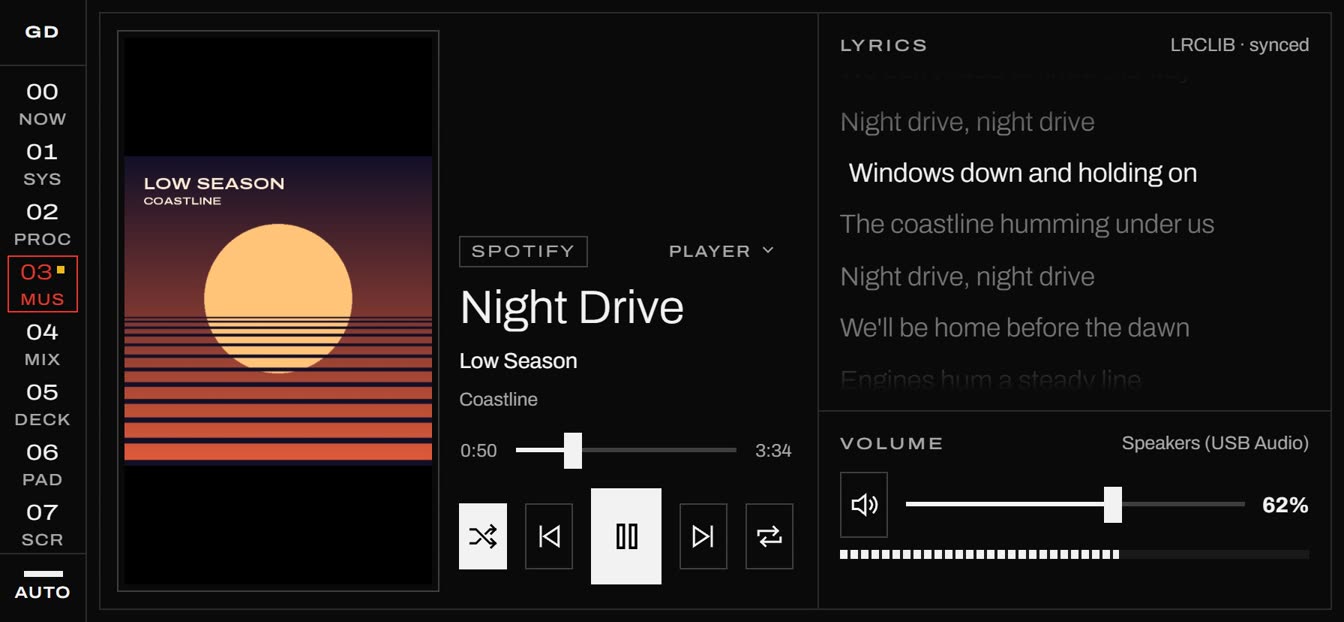 GD
00
NOW
01
SYS
02
PROC
03
MUS
04
MIX
05
DECK
06
PAD
07
SCR
AUTO
LOW SEASON
COASTLINE
SPOTIFY
PLAYER
Night Drive
Low Season
Coastline
0:50
3:34
LYRICS
LRCLIB · synced
Night drive, night drive
Windows down and holding on
The coastline humming under us
Night drive, night drive
We'll be home before the dawn
Engines hum a steady line
VOLUME
Speakers (USB Audio)
62%